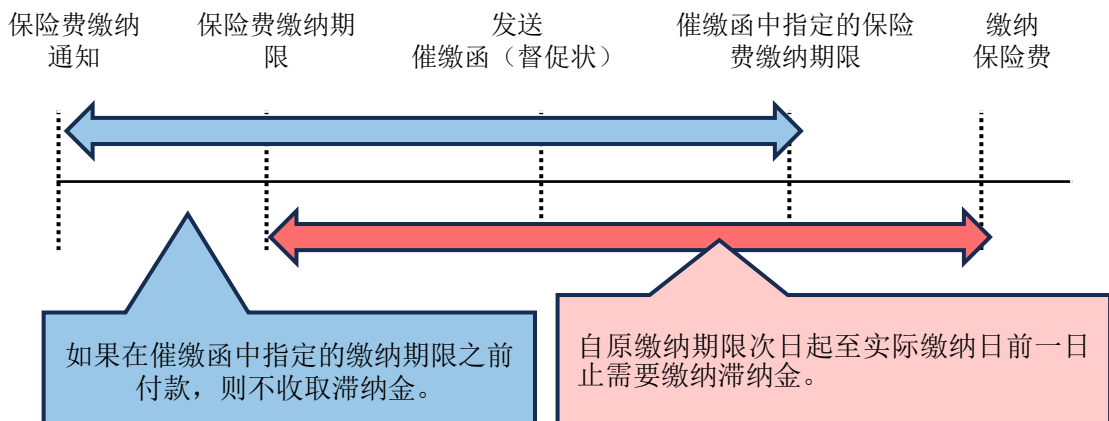 保险费缴纳
通知
保险费缴纳期
限
发送
催缴函（督促状）
催缴函中指定的保险
费缴纳期限
缴纳
保险费
如果在催缴函中指定的缴纳期限之前
付款，则不收取滞纳金。
自原缴纳期限次日起至实际缴纳日前一日
止需要缴纳滞纳金。